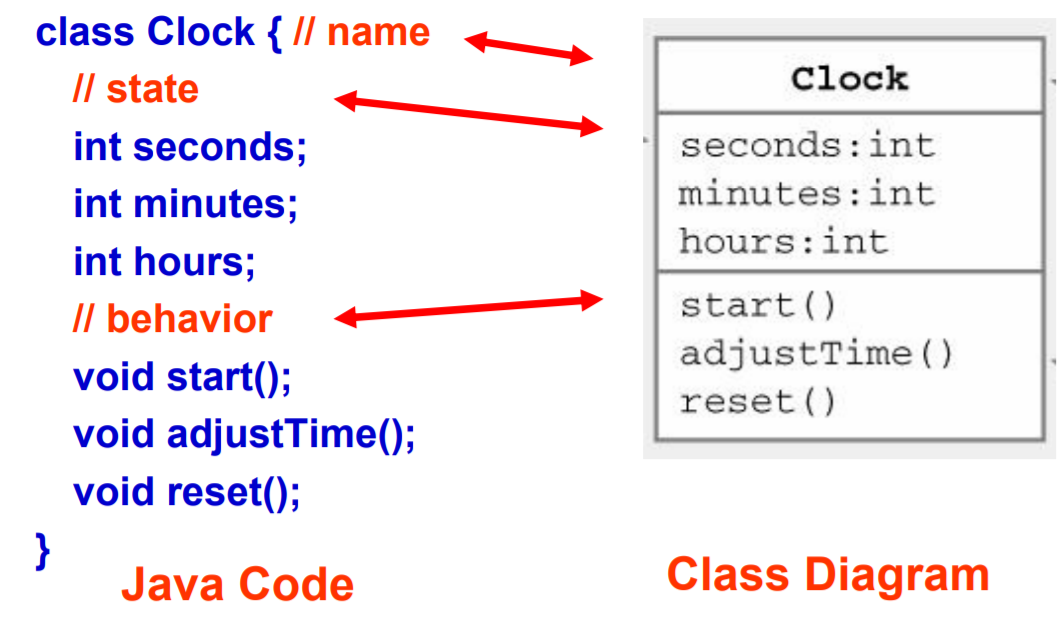 class Clock { // name
// state
int seconds;
int minutes;
int hours;
// behavior
void start();
void adjustTime();
void reset();
}
Java Code
Clock
seconds:int
minutes:int
hours:int
start()
adjustTime()
reset()
Class Diagram